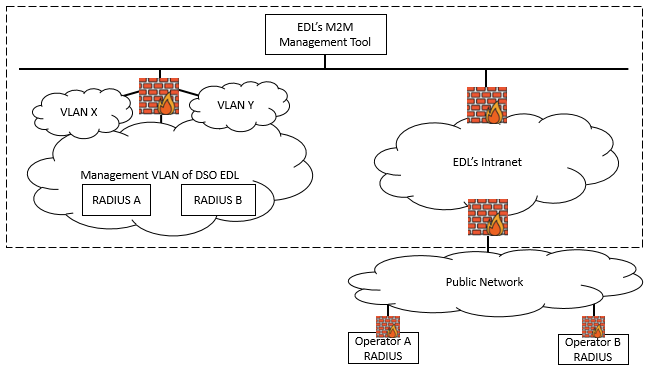 EDL's M2M
Management Tool
VLAN X
VLAN Y
Management VLAN of DSO EDL
RADIUS A
RADIUS B
EDL's Intranet
Public Network
Operator A
RADIUS
Operator B
RADIUS